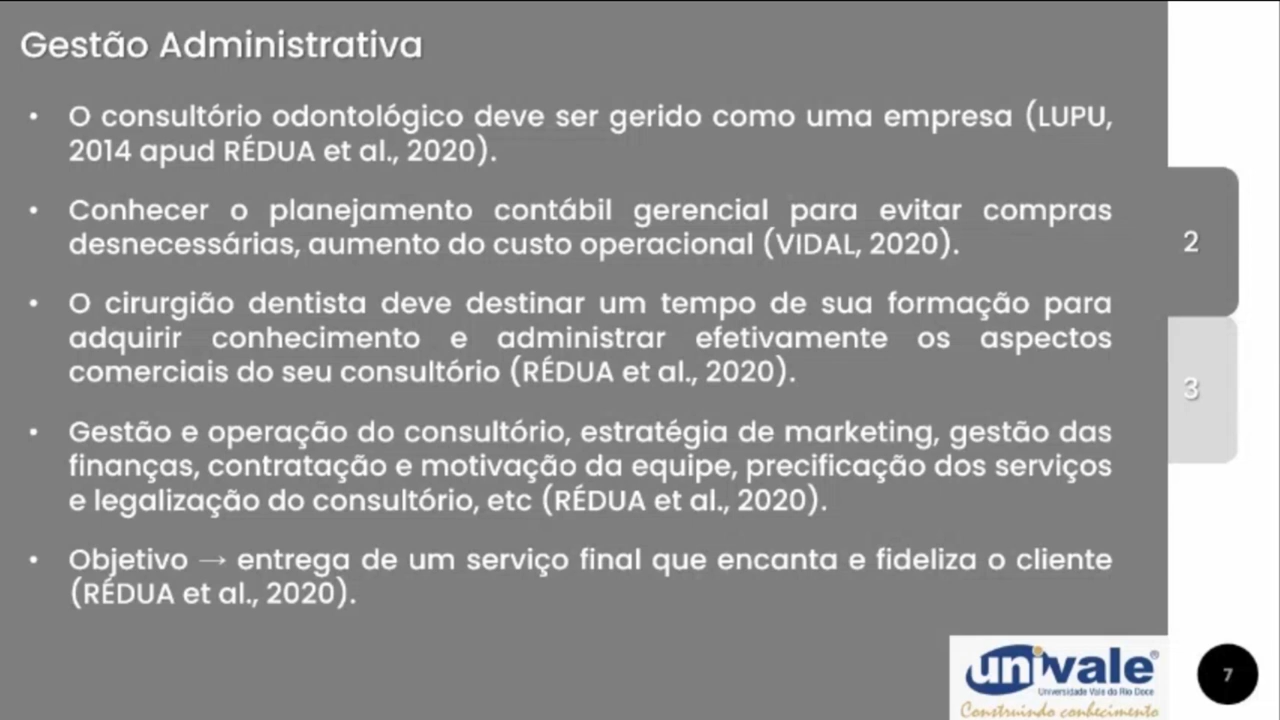 Gestão Administrativa
• O consultório odontológico deve ser gerido como uma empresa (LUPU,
2014 apud RÉDUA et al., 2020).
• Conhecer o planejamento contábil gerencial para evitar compras
desnecessárias, aumento do custo operacional (VIDAL, 2020).
• O cirurgião dentista deve destinar um tempo de sua formação para
adquirir conhecimento e administrar efetivamente os aspectos
comerciais do seu consultório (RÉDUA et al., 2020).
• Gestão e operação do consultório, estratégia de marketing, gestão das
finanças, contratação e motivação da equipe, precificação dos serviços
e legalização do consultório, etc (RÉDUA et al., 2020).
• Objetivo → entrega de um serviço final que encanta e fideliza o cliente
(RÉDUA et al., 2020).
2
3
univale®
Universidade Vale do Rio Doce
Construindo conhecimento
7